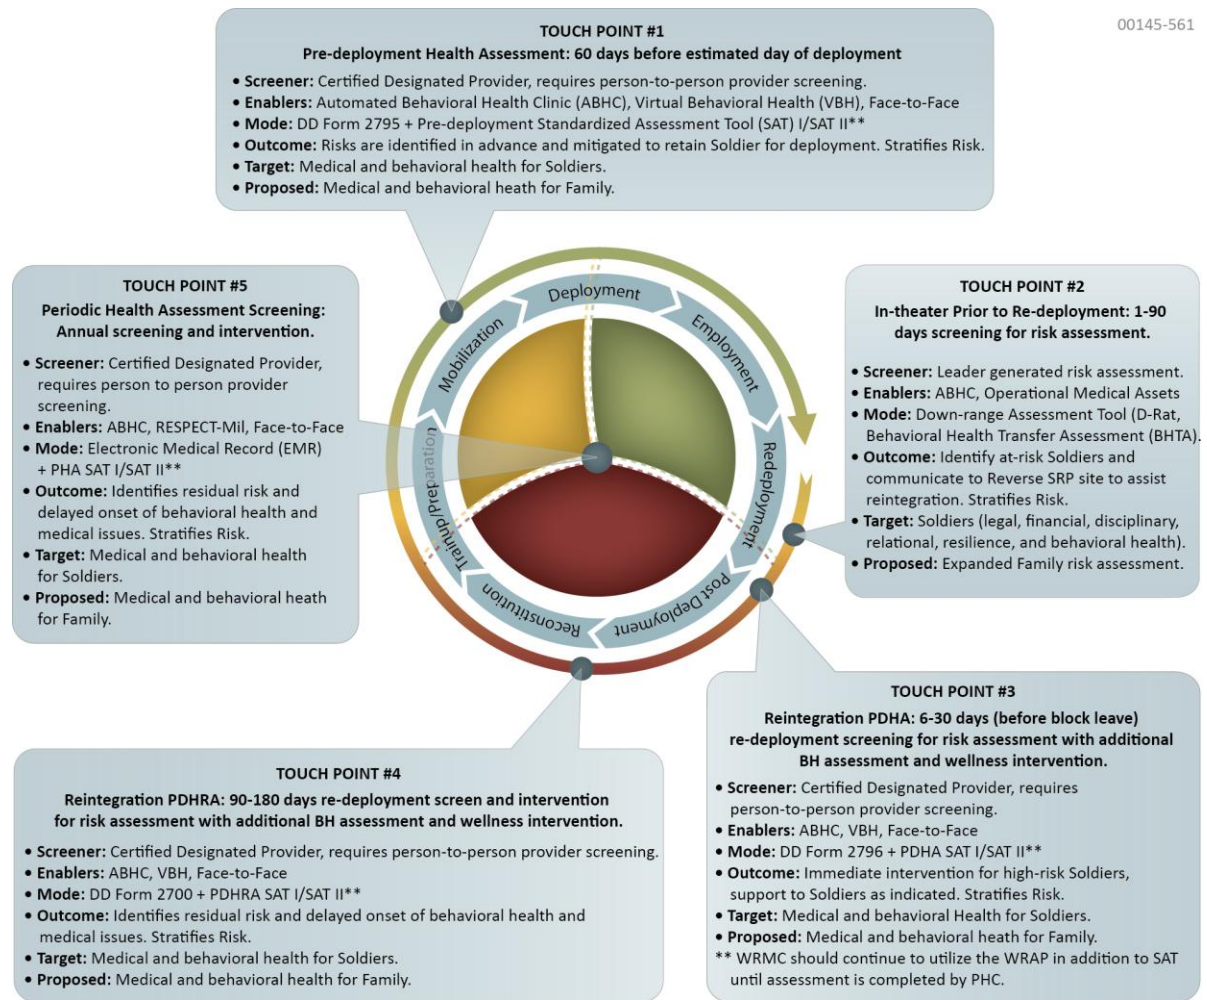 00145-561
TOUCH POINT #1
Pre-deployment Health Assessment: 60 days before estimated day of deployment
• Screener: Certified Designated Provider, requires person-to-person provider screening.
• Enablers: Automated Behavioral Health Clinic (ABHC), Virtual Behavioral Health (VBH), Face-to-Face
• Mode: DD Form 2795 + Pre-deployment Standardized Assessment Tool (SAT) I/SAT II**
• Outcome: Risks are identified in advance and mitigated to retain Soldier for deployment. Stratifies Risk.
• Target: Medical and behavioral health for Soldiers.
• Proposed: Medical and behavioral heath for Family.
TOUCH POINT #5
Periodic Health Assessment Screening:
Annual screening and intervention.
• Screener: Certified Designated Provider,
requires person to person provider
screening.
• Enablers: ABHC, RESPECT-Mil, Face-to-Face
• Mode: Electronic Medical Record (EMR)
+ PHA SAT I/SAT II**
• Outcome: Identifies residual risk and
delayed onset of behavioral health and
medical issues. Stratifies Risk.
• Target: Medical and behavioral health
for Soldiers.
• Proposed: Medical and behavioral heath
for Family.
Mobilization
Deployment
Employment
Redeployment
Post Deployment
Reconstitution
Trainup/Preparation
TOUCH POINT #2
In-theater Prior to Re-deployment: 1-90
days screening for risk assessment.
• Screener: Leader generated risk assessment.
• Enablers: ABHC, Operational Medical Assets
• Mode: Down-range Assessment Tool (D-Rat,
Behavioral Health Transfer Assessment (BHTA).
• Outcome: Identify at-risk Soldiers and
communicate to Reverse SRP site to assist
reintegration. Stratifies Risk.
• Target: Soldiers (legal, financial, disciplinary,
relational, resilience, and behavioral health).
• Proposed: Expanded Family risk assessment.
TOUCH POINT #3
Reintegration PDHA: 6-30 days (before block leave)
re-deployment screening for risk assessment with additional
BH assessment and wellness intervention.
• Screener: Certified Designated Provider, requires
person-to-person provider screening.
• Enablers: ABHC, VBH, Face-to-Face
• Mode: DD Form 2796 + PDHA SAT I/SAT II**
• Outcome: Immediate intervention for high-risk Soldiers,
support to Soldiers as indicated. Stratifies Risk.
• Target: Medical and behavioral Health for Soldiers.
• Proposed: Medical and behavioral heath for Family.
** WRMC should continue to utilize the WRAP in addition to SAT
until assessment is completed by PHC.
TOUCH POINT #4
Reintegration PDHRA: 90-180 days re-deployment screen and intervention
for risk assessment with additional BH assessment and wellness intervention.
• Screener: Certified Designated Provider, requires person-to-person provider screening.
• Enablers: ABHC, VBH, Face-to-Face
• Mode: DD Form 2700 + PDHRA SAT I/SAT II**
• Outcome: Identifies residual risk and delayed onset of behavioral health and
medical issues. Stratifies Risk.
• Target: Medical and behavioral health for Soldiers.
• Proposed: Medical and behavioral health for Family.